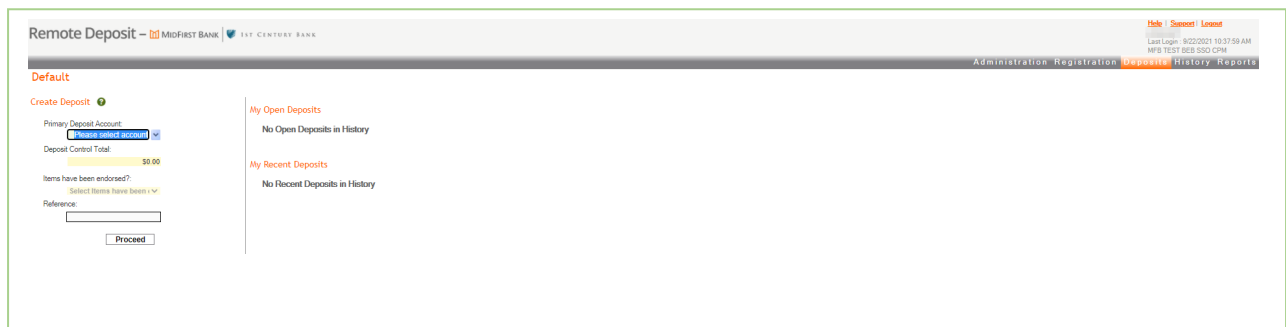 Help | Support | Logout
Remote Deposit – MIDFIRST BANK | 1ST CENTURY BANK
Last Login : 9/22/2021 10:37:59 AM
MFB TEST BEB SSO CPM
Administration Registration Deposits History Reports
Default
Create Deposit ?
Primary Deposit Account:
Please select account
Deposit Control Total:
$0.00
Items have been endorsed?:
Select Items have been
Reference:
Proceed
My Open Deposits
No Open Deposits in History
My Recent Deposits
No Recent Deposits in History